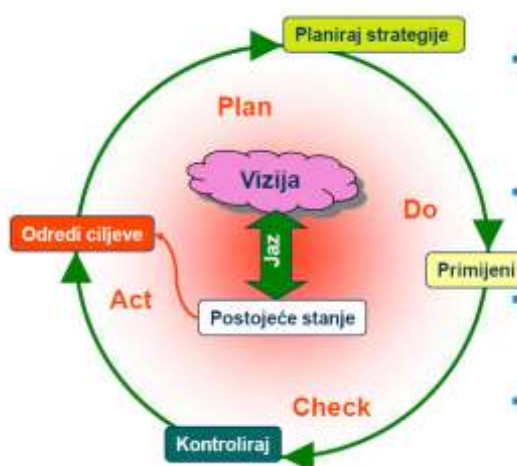 Planiraj strategije
Plan
Vizija
Do
Odredi ciljeve
Jaz
Primijeni
Act
Postojeće stanje
Check
Kontroliraj